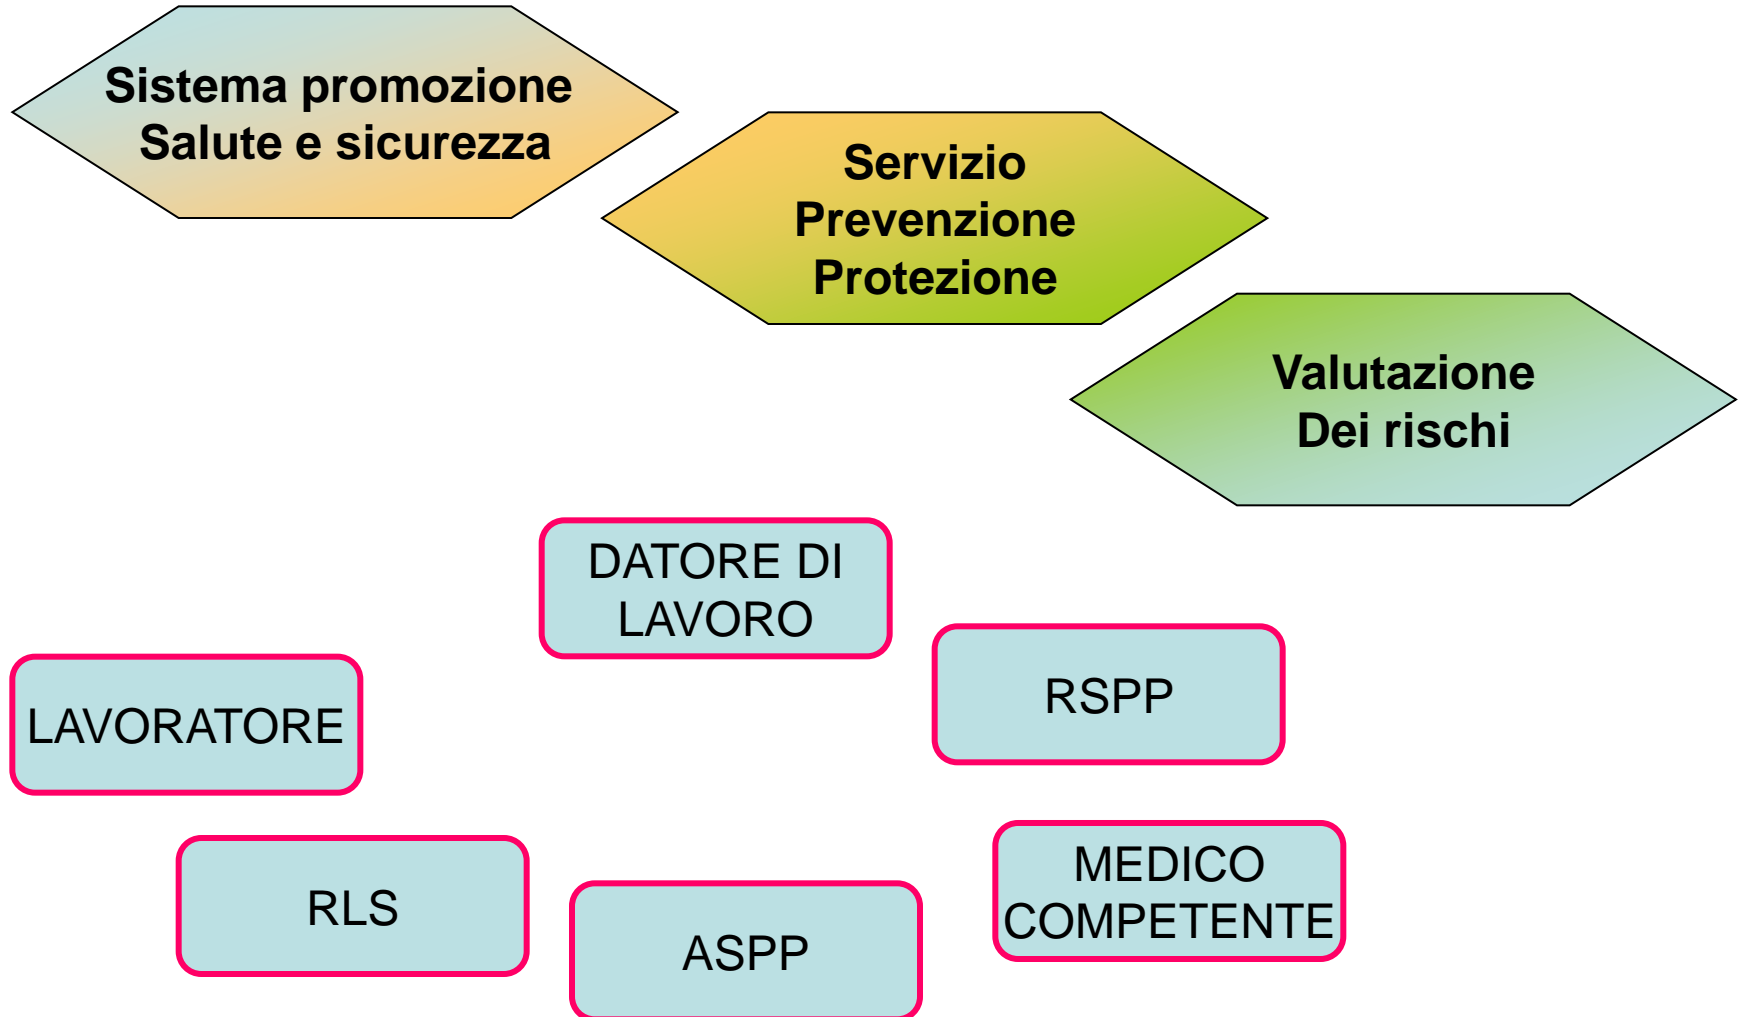 Sistema promozione
Salute e sicurezza
Servizio
Prevenzione
Protezione
Valutazione
Dei rischi
DATORE DI
LAVORO
RSPP
LAVORATORE
MEDICO
COMPETENTE
RLS
ASPP